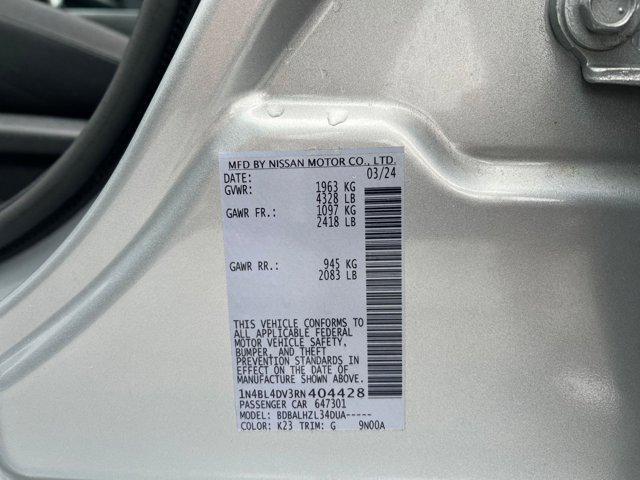 MFD BY NISSAN MOTOR CO., LTD.
DATE: 03/24
GVWR: 1963 KG
4328 LB
GAWR FR.: 1097 KG
2418 LB
GAWR RR.: 945 KG
2083 LB
THIS VEHICLE CONFORMS TO
ALL APPLICABLE FEDERAL
MOTOR VEHICLE SAFETY,
BUMPER, AND THEFT
PREVENTION STANDARDS IN
EFFECT ON THE DATE OF
MANUFACTURE SHOWN ABOVE.
1N4BL4DV3RN404428
PASSENGER CAR 647301
MODEL: BDBALHZL34DUA-----
COLOR: K23 TRIM: G 9N00A